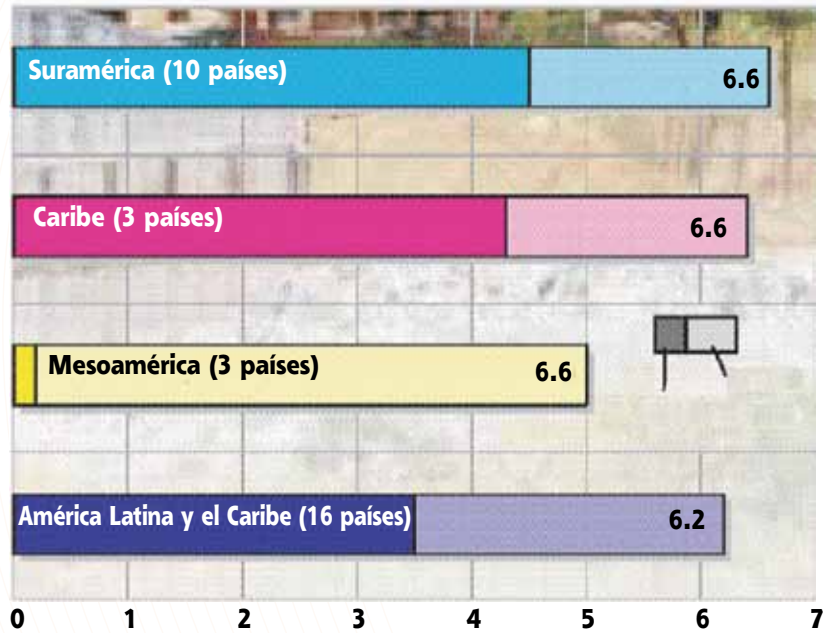 Suramérica (10 países)
6.6
Caribe (3 países)
6.6
Mesoamérica (3 países)
6.6
América Latina y el Caribe (16 países)
6.2
0 1 2 3 4 5 6 7